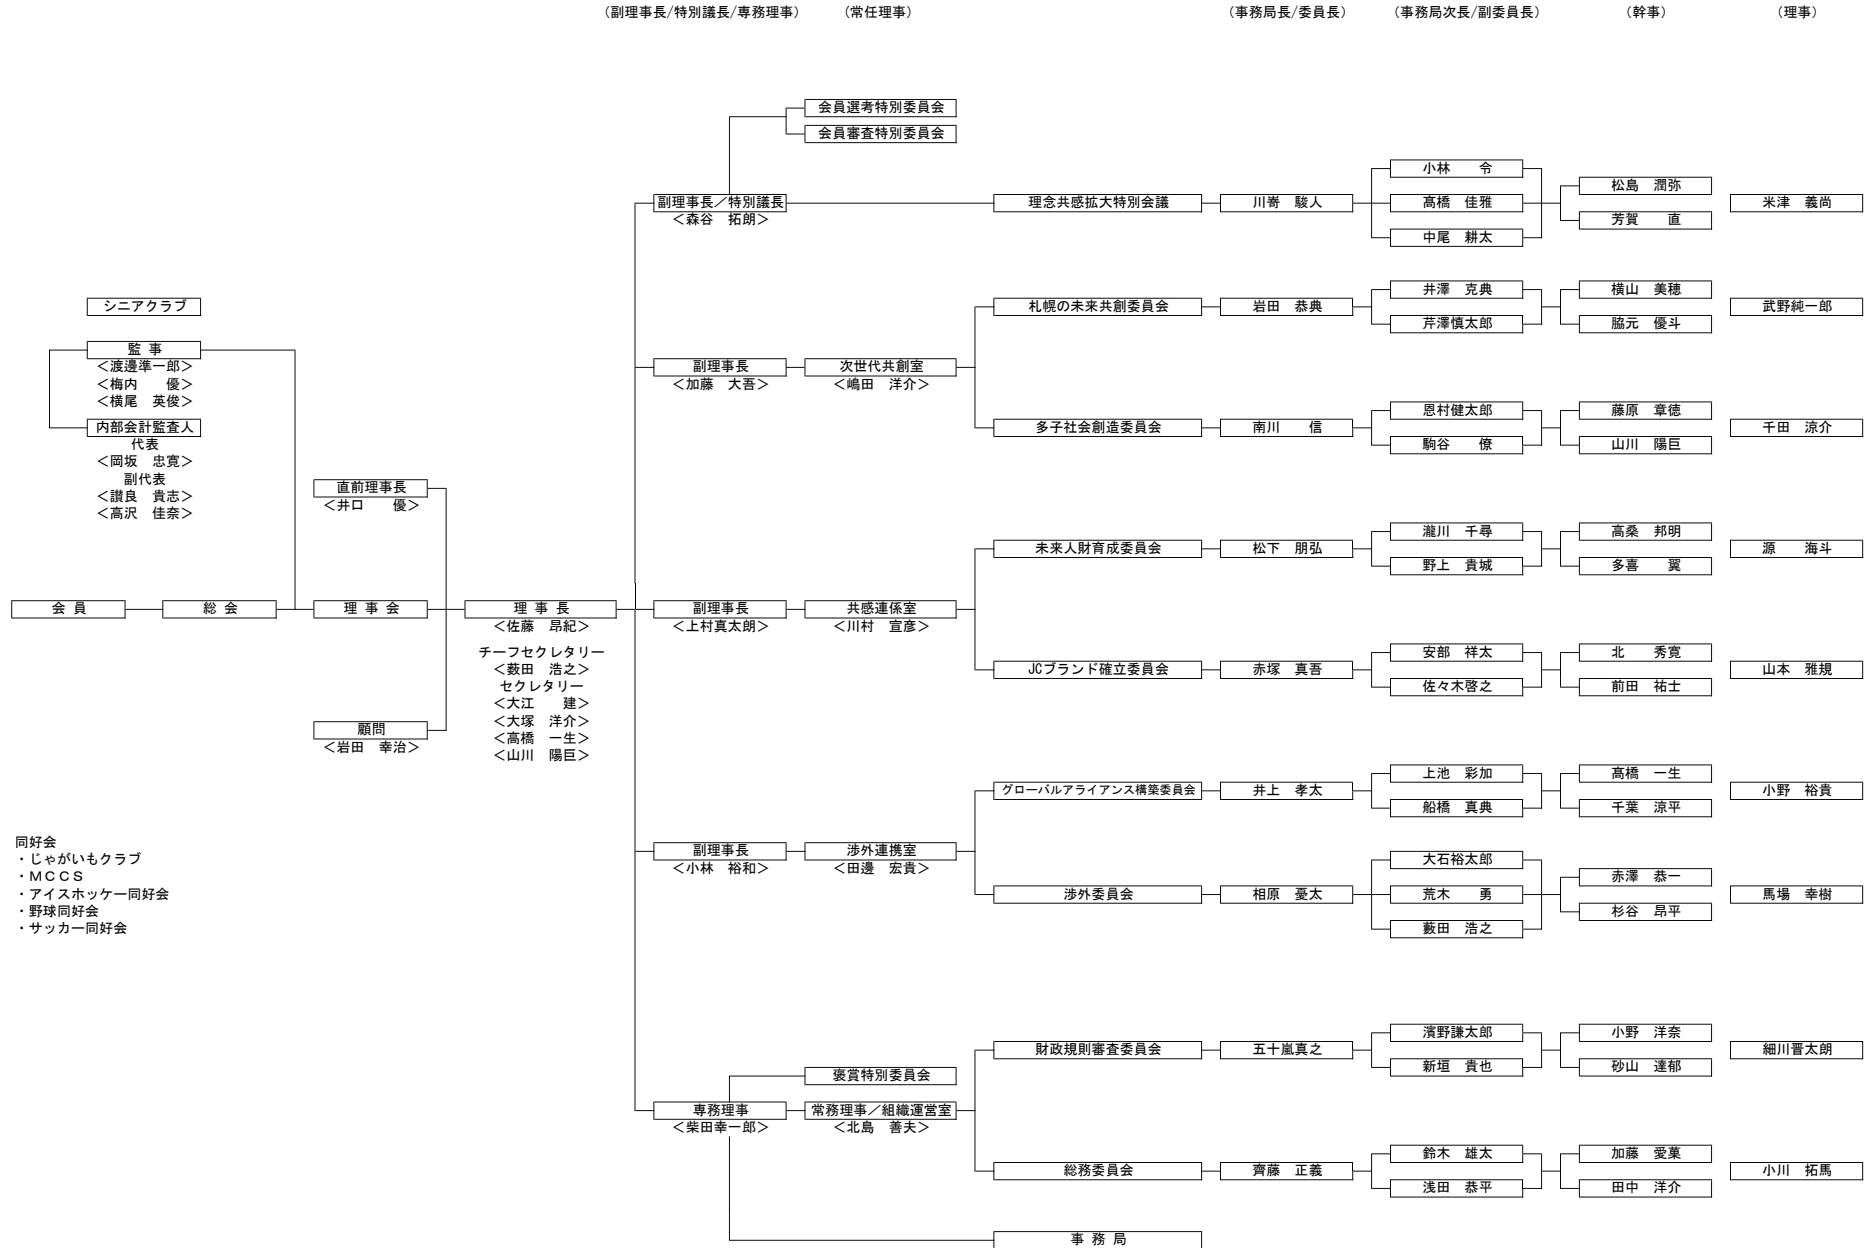 （副理事長/特別議長/専務理事）
（常任理事）
（事務局長/委員長）
（事務局次長/副委員長）
（幹事）
（理事）
会員選考特別委員会
会員審査特別委員会
副理事長／特別議長
＜森谷　拓朗＞
理念共感拡大特別会議
川嵜　駿人
小林　　令
髙橋　佳雅
中尾　耕太
松島　潤弥
芳賀　　直
米津　義尚
シニアクラブ
監 事
＜渡邊準一郎＞
＜梅内　　優＞
＜横尾　英俊＞
内部会計監査人
代表
＜岡坂　忠寛＞
副代表
＜讃良　貴志＞
＜高沢　佳奈＞
副理事長
＜加藤　大吾＞
次世代共創室
＜嶋田　洋介＞
札幌の未来共創委員会
岩田　恭典
井澤　克典
芹澤慎太郎
横山　美穂
脇元　優斗
武野純一郎
多子社会創造委員会
南川　　信
恩村健太郎
駒谷　　僚
藤原　章徳
山川　陽巨
千田　涼介
直前理事長
＜井口　　優＞
会 員
総 会
理 事 会
理 事 長
＜佐藤　昂紀＞
チーフセクレタリー
＜薮田　浩之＞
セクレタリー
＜大江　　建＞
＜大塚　洋介＞
＜高橋　一生＞
＜山川　陽巨＞
顧問
＜岩田　幸治＞
副理事長
＜上村真太朗＞
共感連係室
＜川村　宣彦＞
未来人財育成委員会
松下　朋弘
瀧川　千尋
野上　貴城
高桑　邦明
多喜　　翼
源　　海斗
JCブランド確立委員会
赤塚　真吾
安部　祥太
佐々木啓之
北　　秀寛
前田　祐士
山本　雅規
副理事長
＜小林　裕和＞
渉外連携室
＜田邊　宏貴＞
グローバルアライアンス構築委員会
井上　孝太
上池　彩加
船橋　真典
髙橋　一生
千葉　涼平
小野　裕貴
渉外委員会
相原　憂太
大石裕太郎
荒木　　勇
藪田　浩之
赤澤　恭一
杉谷　昂平
馬場　幸樹
同好会
・じゃがいもクラブ
・ＭＣＣＳ
・アイスホッケー同好会
・野球同好会
・サッカー同好会
専務理事
＜柴田幸一郎＞
褒賞特別委員会
常務理事／組織運営室
＜北島　善夫＞
財政規則審査委員会
五十嵐真之
濱野謙太郎
新垣　貴也
小野　洋奈
砂山　達郁
細川晋太朗
総務委員会
齊藤　正義
鈴木　雄太
浅田　恭平
加藤　愛菓
田中　洋介
小川　拓馬
事 務 局